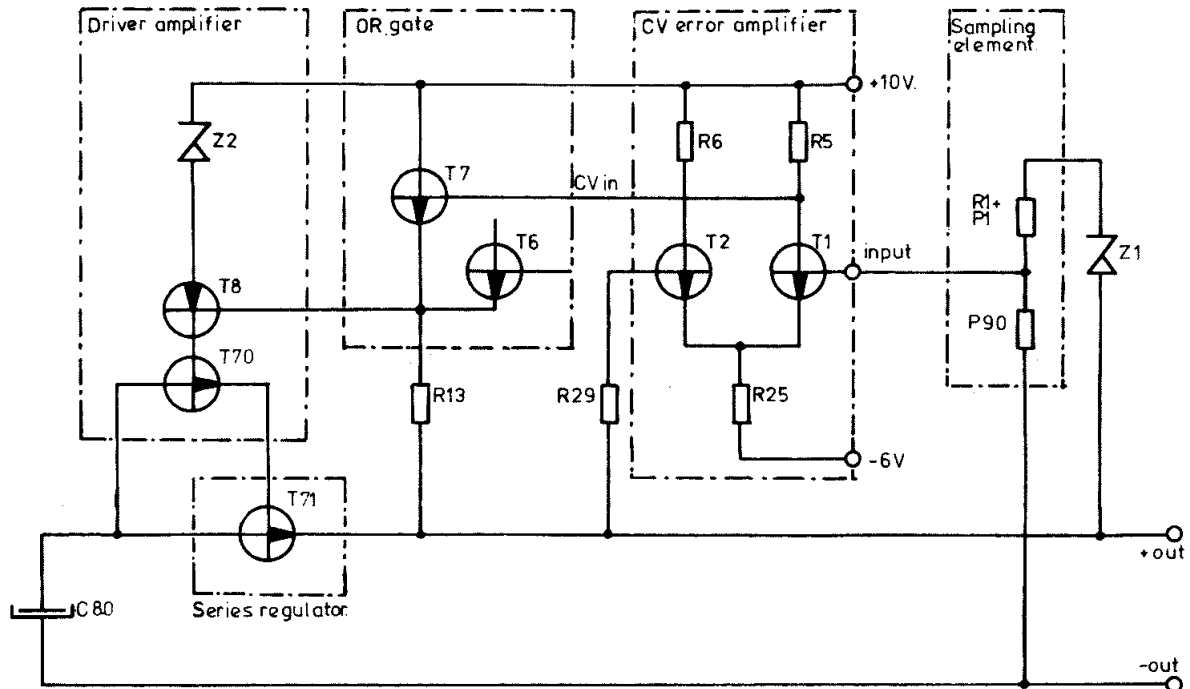 Driver amplifier
OR gate
CV error amplifier
Sampling
element
+10V.
Z2
R6
R5
T7
CV in
R1+
P1
T6
T2
T1
input
Z1
T8
P90
T70
R13
R29
R25
-6V
T71
+out
C80
Series regulator
-out